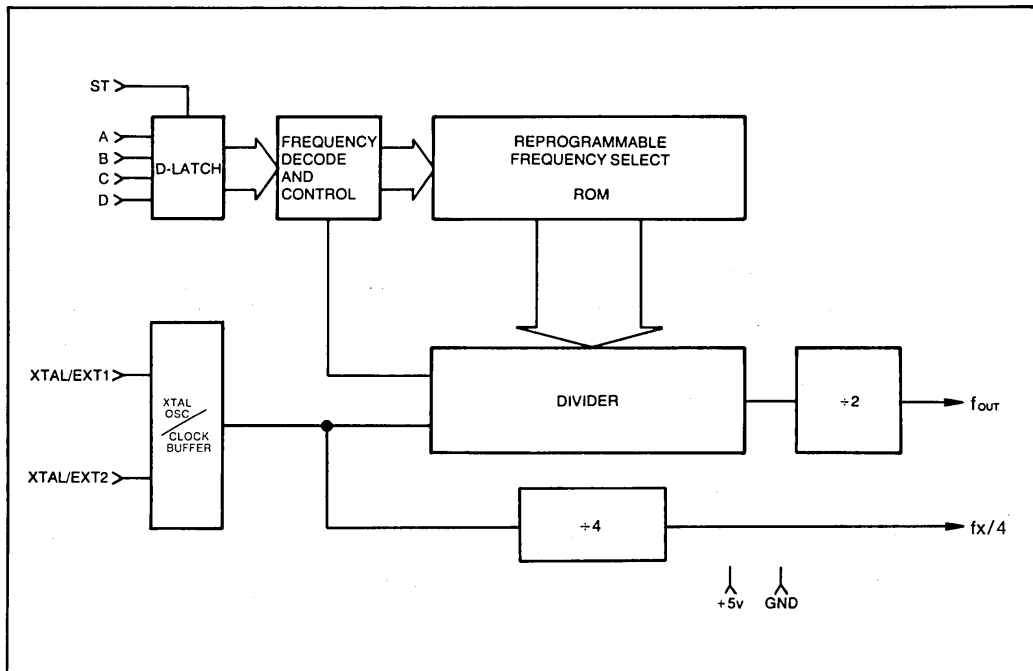 ST
A
B
C
D
D-LATCH
FREQUENCY
DECODE
AND
CONTROL
REPROGRAMMABLE
FREQUENCY SELECT
ROM
XTAL/EXT1
XTAL/EXT2
XTAL
OSC
CLOCK
BUFFER
DIVIDER
÷2
fOUT
÷4
fx/4
+5v
GND